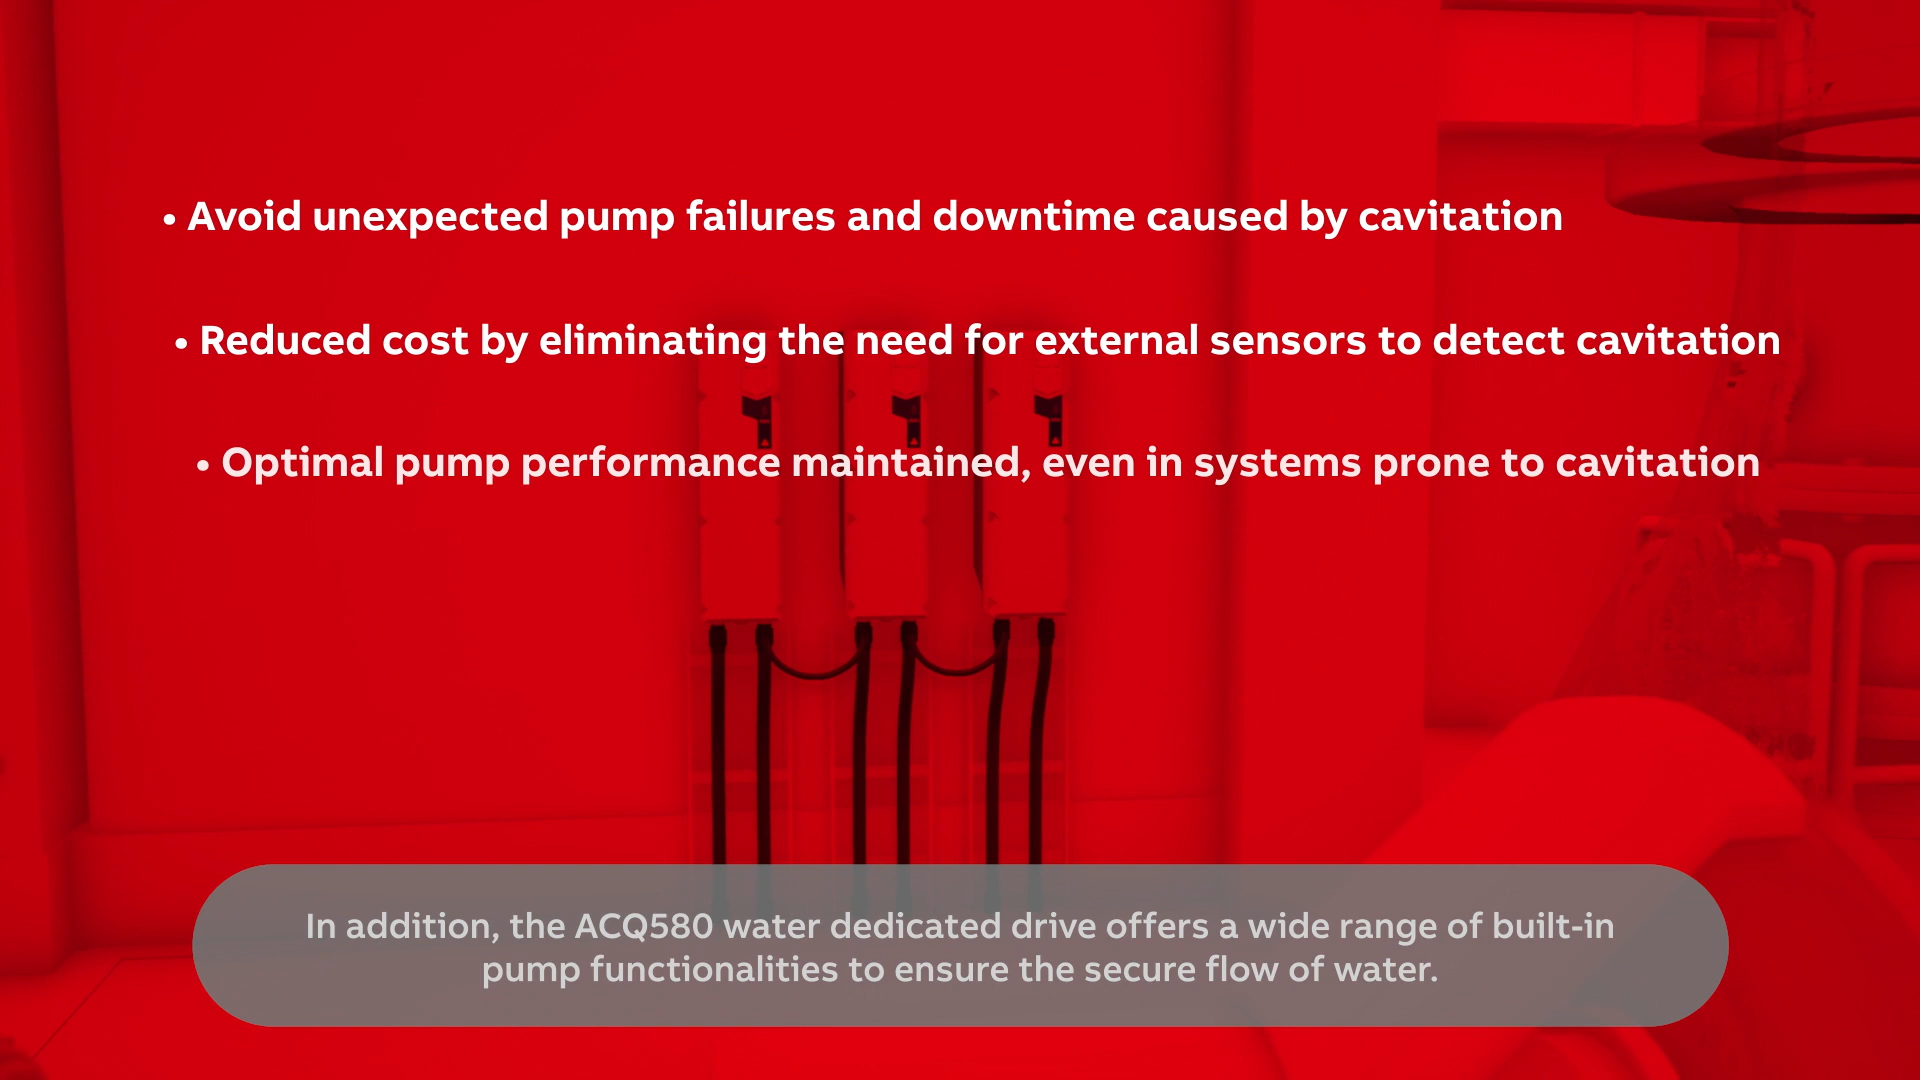 • Avoid unexpected pump failures and downtime caused by cavitation
• Reduced cost by eliminating the need for external sensors to detect cavitation
• Optimal pump performance maintained, even in systems prone to cavitation
In addition, the ACQ580 water dedicated drive offers a wide range of built-in
pump functionalities to ensure the secure flow of water.